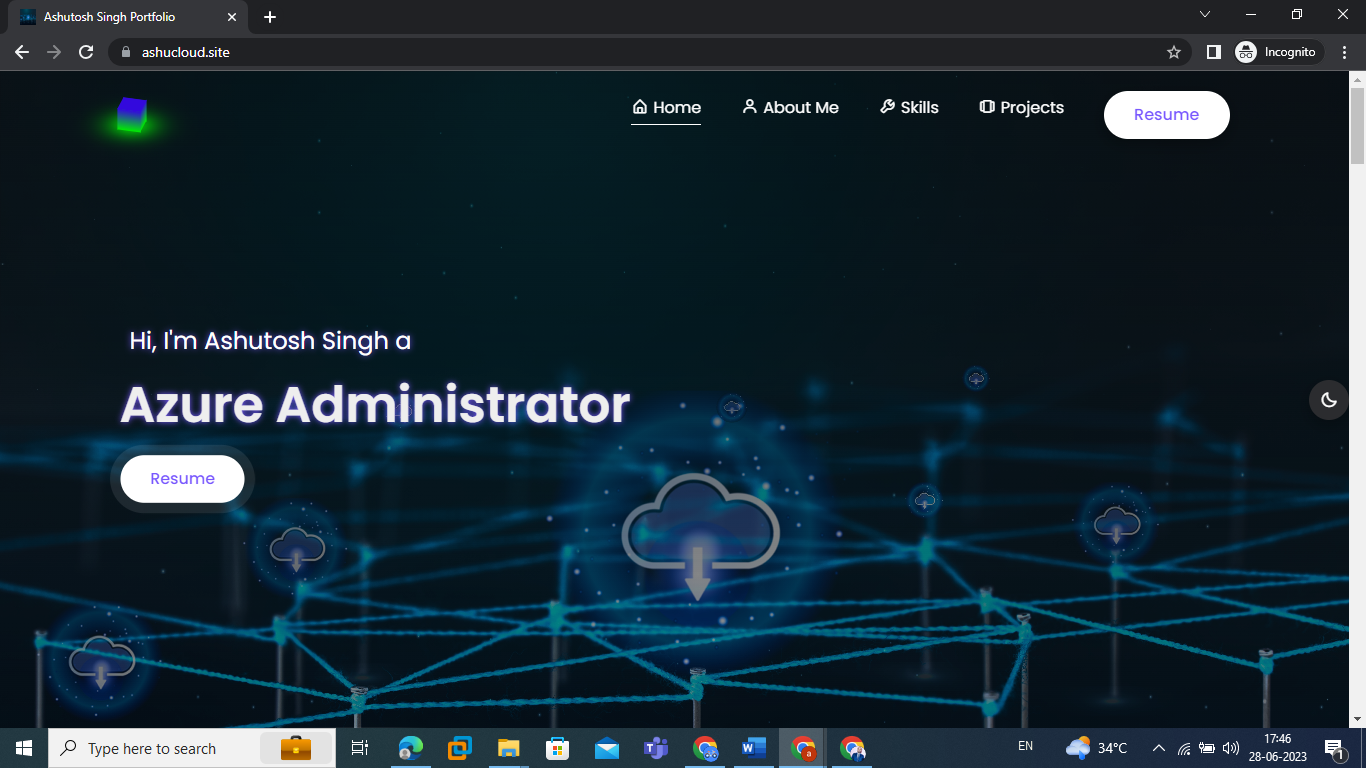 Ashutosh Singh Portfolio
ashucloud.site
Incognito
Home
About Me
Skills
Projects
Resume
Hi, I'm Ashutosh Singh a
Azure Administrator
Resume
Type here to search
EN
34°C
17:46
28-06-2023
1